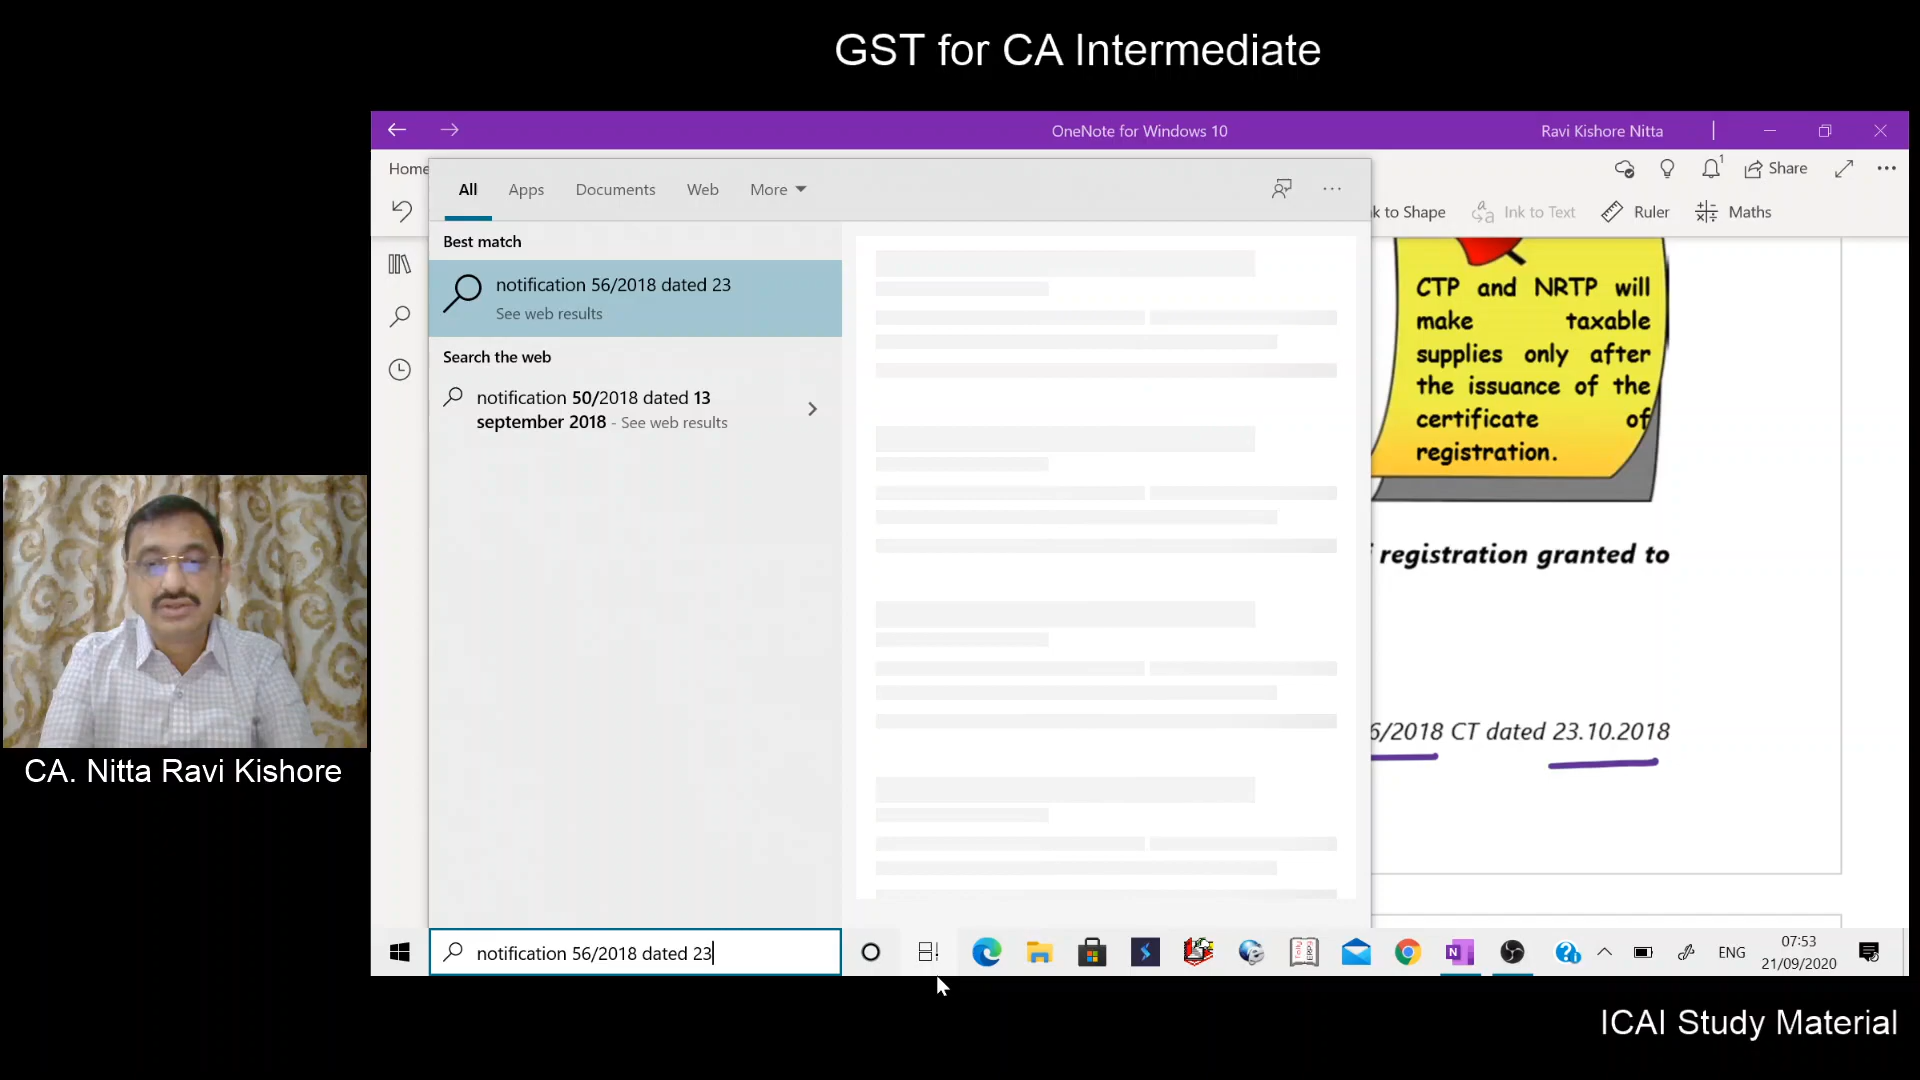 GST for CA Intermediate
OneNote for Windows 10
Ravi Kishore Nitta
Home
1
Share
All
Apps
Documents
Web
More
k to Shape
Ink to Text
Ruler
Maths
Best match
notification 56/2018 dated 23
See web results
Search the web
notification 50/2018 dated 13
september 2018 - See web results
CTP and NRTP will
make taxable
supplies only after
the issuance of the
certificate of
registration.
registration granted to
6/2018 CT dated 23.10.2018
CA. Nitta Ravi Kishore
notification 56/2018 dated 23
ENG
07:53
21/09/2020
ICAI Study Material